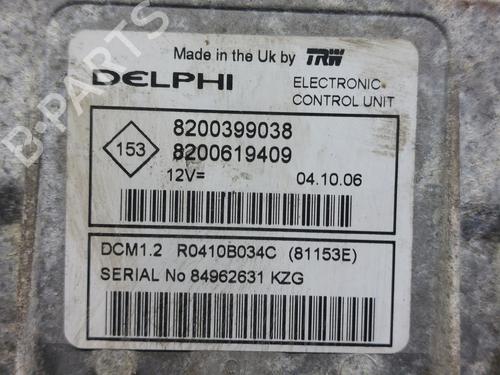 Made in the Uk by TRW
DELPHI
ELECTRONIC
CONTROL UNIT
153
8200399038
8200619409
12V=
04.10.06
DCM1.2 R0410B034C (81153E)
SERIAL No 84962631 KZG
B-PARTS